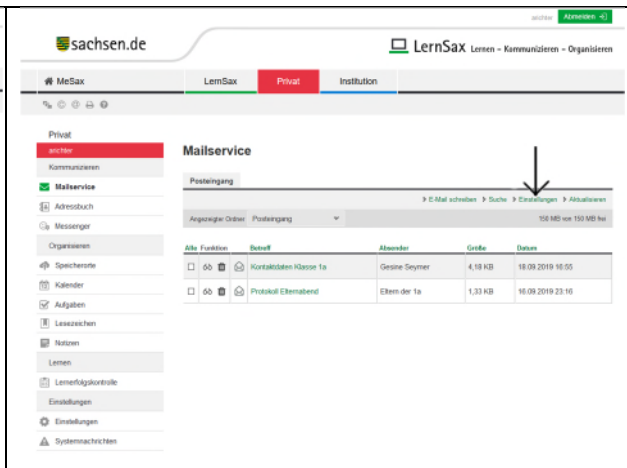 arichter Abmelden
sachsen.de
LernSax Lernen – Kommunizieren – Organisieren
MeSax LernSax Privat Institution
Privat
arichter
Kommunizieren
Mailservice
Adressbuch
Messenger
Organisieren
Speicherorte
Kalender
Aufgaben
Lesezeichen
Notizen
Lernen
Lernerfolgskontrolle
Einstellungen
Einstellungen
Systemnachrichten
Mailservice
Posteingang
E-Mail schreiben Suche Einstellungen Aktualisieren
Angezeigter Ordner Posteingang 150 MB von 150 MB frei
Alle Funktion Betreff Absender Größe Datum
Kontaktdaten Klasse 1a Gesine Seymer 4,18 KB 18.09.2019 10:55
Protokoll Elternabend Eltern der 1a 1,33 KB 16.09.2019 23:16